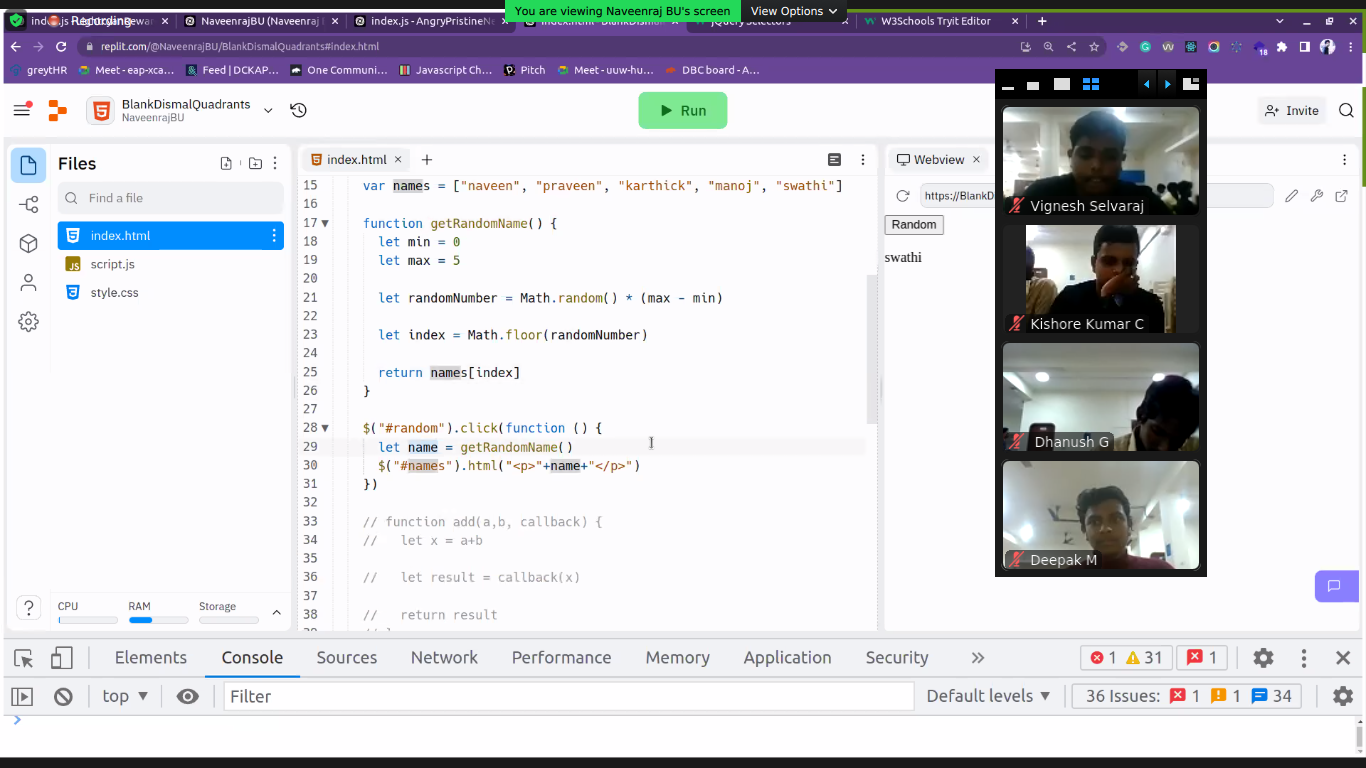 You are viewing Naveenraj BU's screen
View Options
Recording
NaveenrajBU (Naveenraj
index.js - AngryPristineNe
index.html - BlankDismal
jQuery Selectors
W3Schools Tryit Editor
replit.com/@NaveenrajBU/BlankDismalQuadrants#index.html
18
greytHR
Meet - eap-xca...
Feed | DCKAP...
One Communi...
Javascript Ch...
Pitch
Meet - uuw-hu...
DBC board - A...
BlankDismalQuadrants
NaveenrajBU
Run
Invite
Files
Find a file
index.html
script.js
style.css
CPU
RAM
Storage
index.html
15 var names = ["naveen", "praveen", "karthick", "manoj", "swathi"]
16
17 function getRandomName() {
18 let min = 0
19 let max = 5
20
21 let randomNumber = Math.random() * (max - min)
22
23 let index = Math.floor(randomNumber)
24
25 return names[index]
26 }
27
28 $("#random").click(function () {
29 let name = getRandomName()
30 $("#names").html("<p>"+name+"</p>")
31 })
32
33 // function add(a,b, callback) {
34 // let x = a+b
35
36 // let result = callback(x)
37
38 // return result
Webview
https://BlankD
Random
swathi
Vignesh Selvaraj
Kishore Kumar C
Dhanush G
Deepak M
Elements
Console
Sources
Network
Performance
Memory
Application
Security
1
31
1
top
Filter
Default levels
36 Issues:
1
1
34